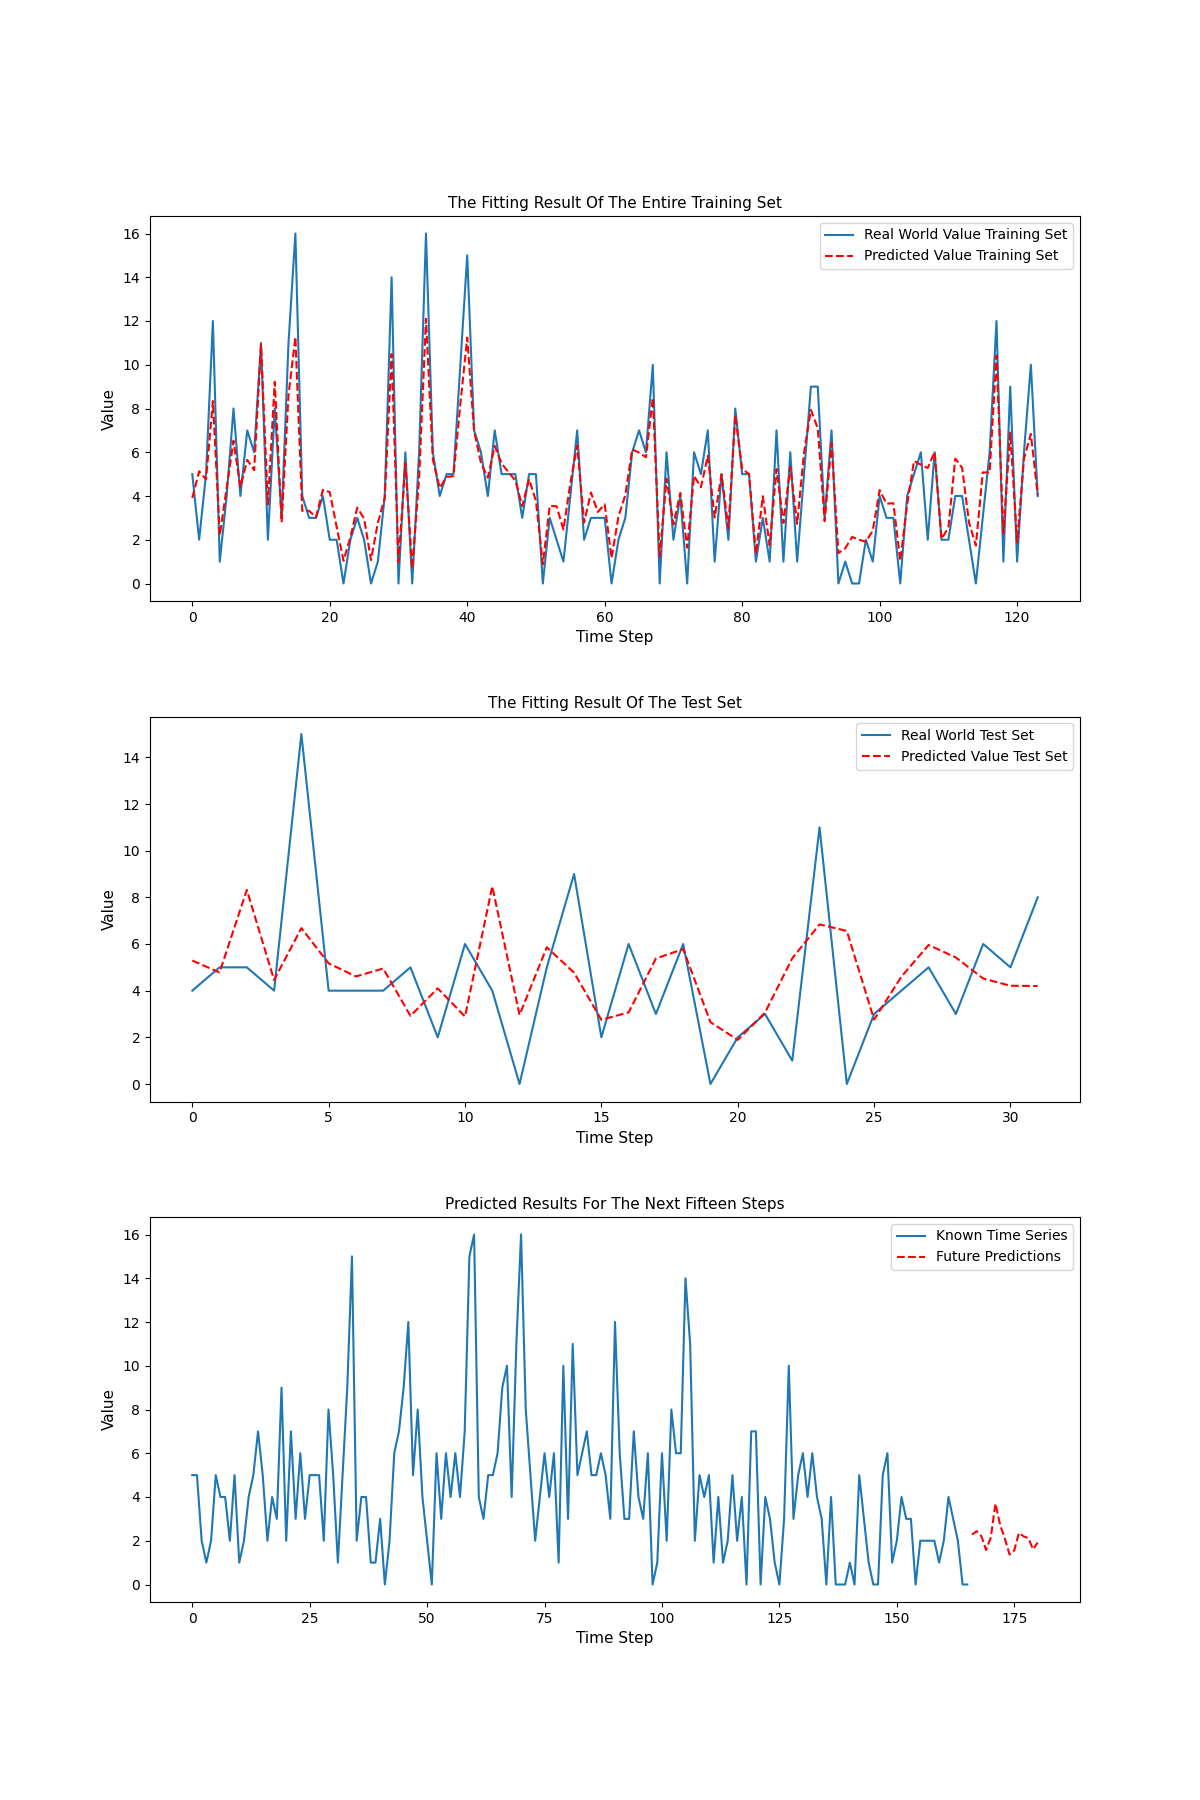 The Fitting Result Of The Entire Training Set
Real World Value Training Set
Predicted Value Training Set
Value
16
14
12
10
8
6
4
2
0
0 20 40 60 80 100 120
Time Step
The Fitting Result Of The Test Set
Real World Test Set
Predicted Value Test Set
Value
14
12
10
8
6
4
2
0
0 5 10 15 20 25 30
Time Step
Predicted Results For The Next Fifteen Steps
Known Time Series
Future Predictions
Value
16
14
12
10
8
6
4
2
0
0 25 50 75 100 125 150 175
Time Step